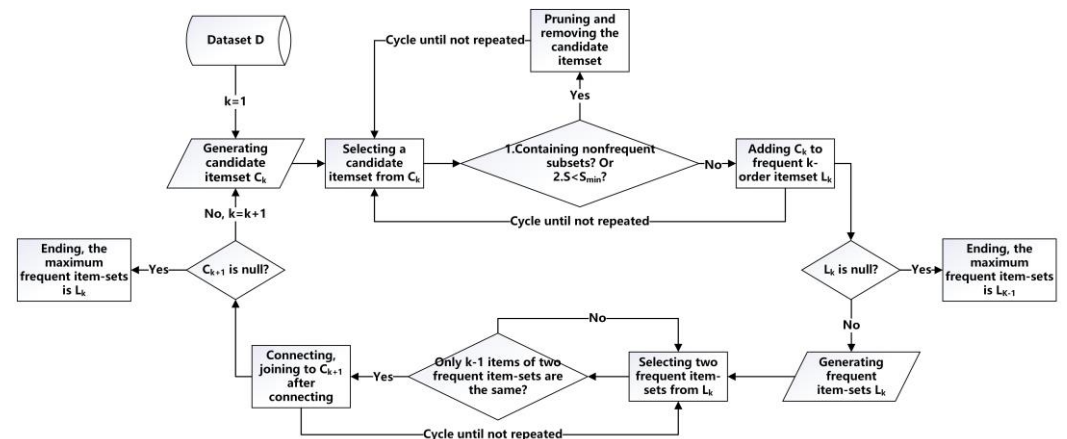 Dataset D
k=1
Generating
candidate
itemset Cₖ
Selecting a
candidate
itemset from Cₖ
Cycle until not repeated
Pruning and
removing the
candidate
itemset
Yes
1.Containing nonfrequent
subsets? Or
2.S<Sₘᵢₙ?
No
Adding Cₖ to
frequent k-
order itemset Lₖ
Cycle until not repeated
No, k=k+1
Ending, the
maximum
frequent item-sets
is Lₖ
Yes
Cₖ₊₁ is null?
Lₖ is null?
Yes
Ending, the
maximum
frequent item-sets
is L_K-1
No
Generating
frequent
item-sets Lₖ
Selecting two
frequent item-
sets from Lₖ
No
Only k-1 items of two
frequent item-sets are
the same?
Yes
Connecting,
joining to Cₖ₊₁
after
connecting
Cycle until not repeated